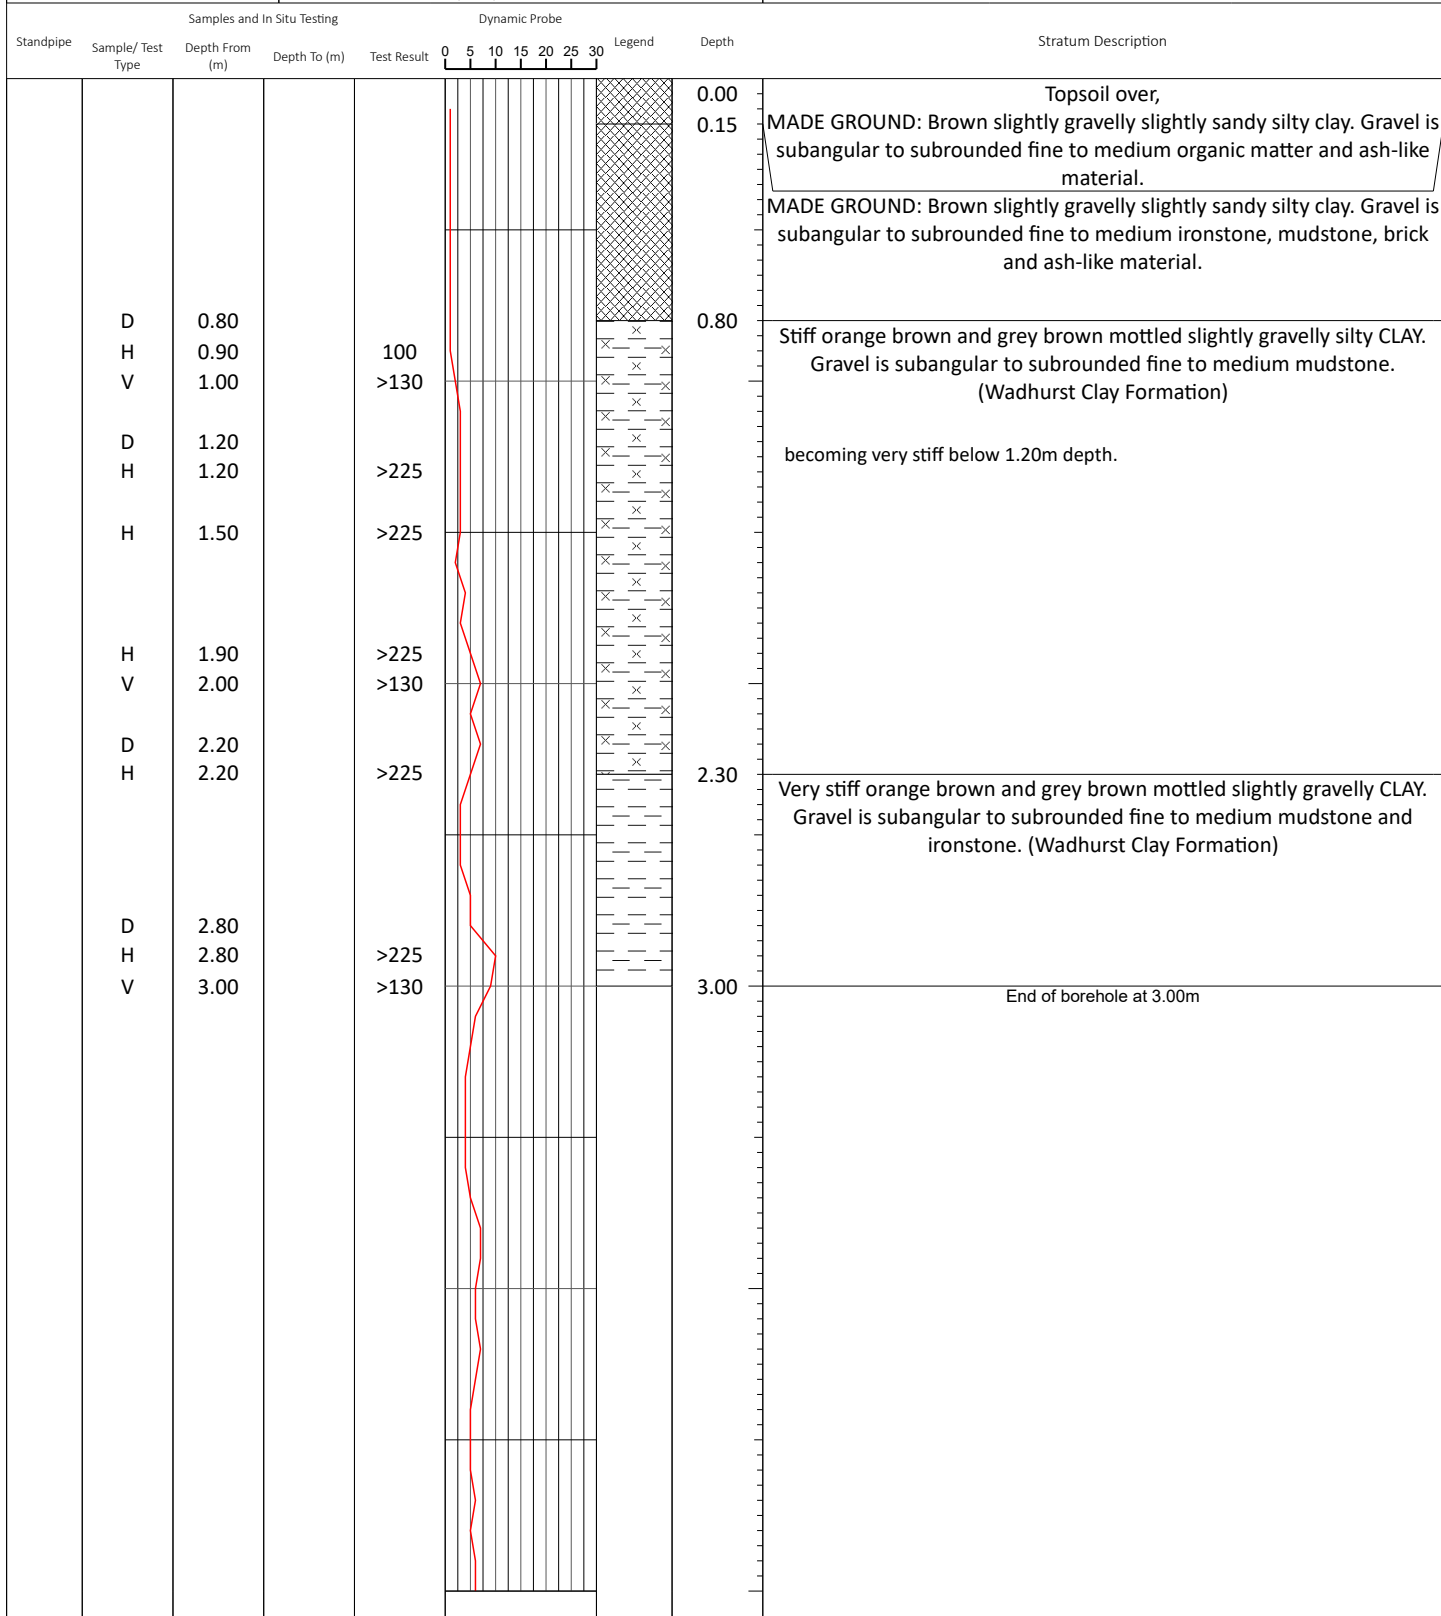 Samples and In Situ Testing Dynamic Probe
Standpipe Sample/ Test Type Depth From (m) Depth To (m) Test Result 0 5 10 15 20 25 30 Legend Depth Stratum Description
0.00 Topsoil over,
0.15 MADE GROUND: Brown slightly gravelly slightly sandy silty clay. Gravel is
subangular to subrounded fine to medium organic matter and ash-like
material.
MADE GROUND: Brown slightly gravelly slightly sandy silty clay. Gravel is
subangular to subrounded fine to medium ironstone, mudstone, brick
and ash-like material.
D 0.80 0.80
Stiff orange brown and grey brown mottled slightly gravelly silty CLAY.
H 0.90 100
Gravel is subangular to subrounded fine to medium mudstone.
V 1.00 >130
(Wadhurst Clay Formation)
D 1.20
becoming very stiff below 1.20m depth.
H 1.20 >225
H 1.50 >225
H 1.90 >225
V 2.00 >130
D 2.20
H 2.20 >225 2.30
Very stiff orange brown and grey brown mottled slightly gravelly CLAY.
Gravel is subangular to subrounded fine to medium mudstone and
ironstone. (Wadhurst Clay Formation)
D 2.80
H 2.80 >225
V 3.00 >130 3.00
End of borehole at 3.00m